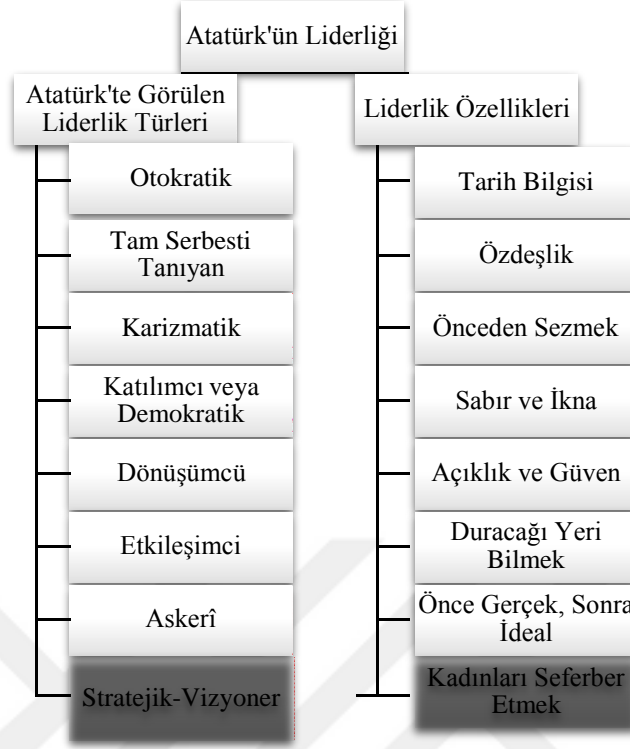 Atatürk'ün Liderliği
Atatürk'te Görülen
Liderlik Türleri
Otokratik
Tam Serbesti
Tanıyan
Karizmatik
Katılımcı veya
Demokratik
Dönüşümcü
Etkileşimci
Askerî
Stratejik-Vizyoner
Liderlik Özellikleri
Tarih Bilgisi
Özdeşlik
Önceden Sezmek
Sabır ve İkna
Açıklık ve Güven
Duracağı Yeri
Bilmek
Önce Gerçek, Sonra
İdeal
Kadınları Seferber
Etmek